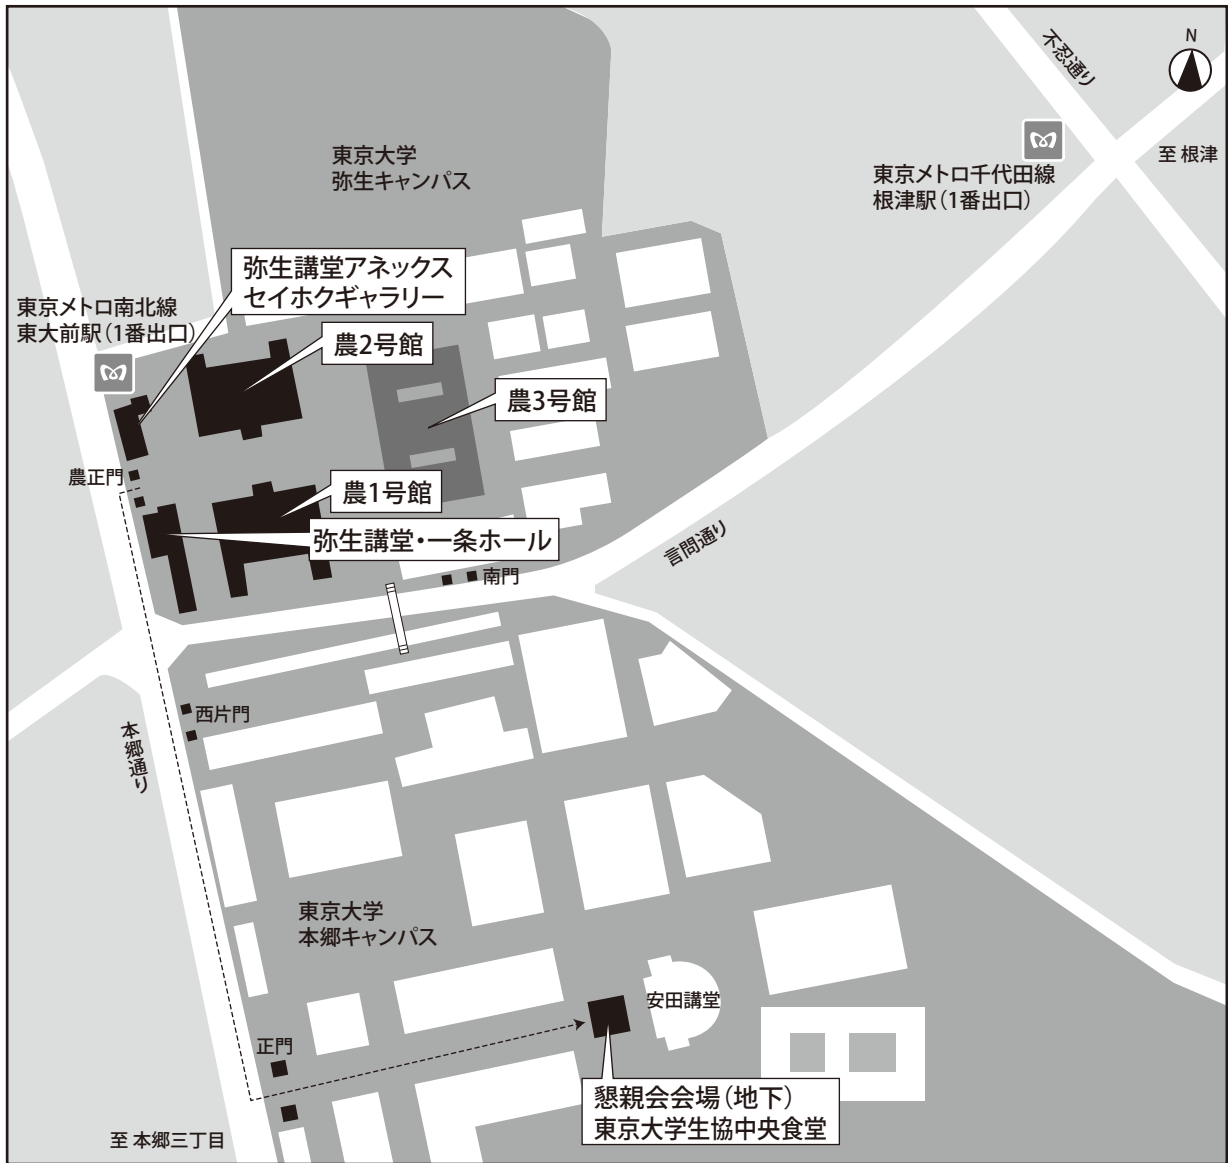 不忍通り
N
至 根津
東京大学
弥生キャンパス
東京メトロ千代田線
根津駅（1番出口）
弥生講堂アネックス
セイホクギャラリー
東京メトロ南北線
東大前駅（1番出口）
農2号館
農3号館
農正門
農1号館
弥生講堂・一条ホール
言問通り
南門
西片門
本郷通り
東京大学
本郷キャンパス
安田講堂
正門
懇親会会場（地下）
東京大学生協中央食堂
至 本郷三丁目